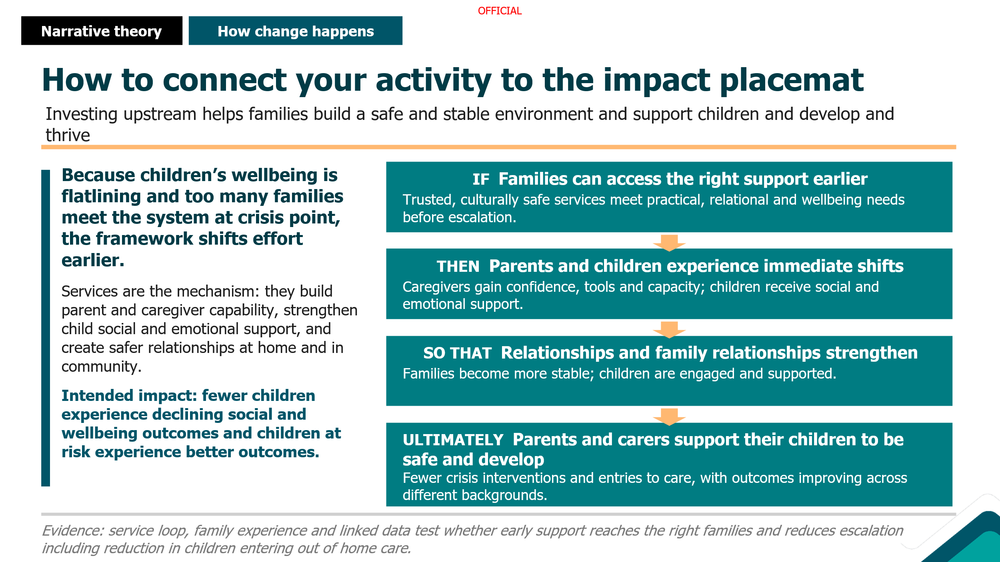 OFFICIAL
Narrative theory
How change happens
How to connect your activity to the impact placemat
Investing upstream helps families build a safe and stable environment and support children and develop and
thrive
Because children’s wellbeing is
flatlining and too many families
meet the system at crisis point,
the framework shifts effort
earlier.
Services are the mechanism: they build
parent and caregiver capability, strengthen
child social and emotional support, and
create safer relationships at home and in
community.
Intended impact: fewer children
experience declining social and
wellbeing outcomes and children at
risk experience better outcomes.
IF Families can access the right support earlier
Trusted, culturally safe services meet practical, relational and wellbeing needs
before escalation.
THEN Parents and children experience immediate shifts
Caregivers gain confidence, tools and capacity; children receive social and
emotional support.
SO THAT Relationships and family relationships strengthen
Families become more stable; children are engaged and supported.
ULTIMATELY Parents and carers support their children to be
safe and develop
Fewer crisis interventions and entries to care, with outcomes improving across
different backgrounds.
Evidence: service loop, family experience and linked data test whether early support reaches the right families and reduces escalation
including reduction in children entering out of home care.